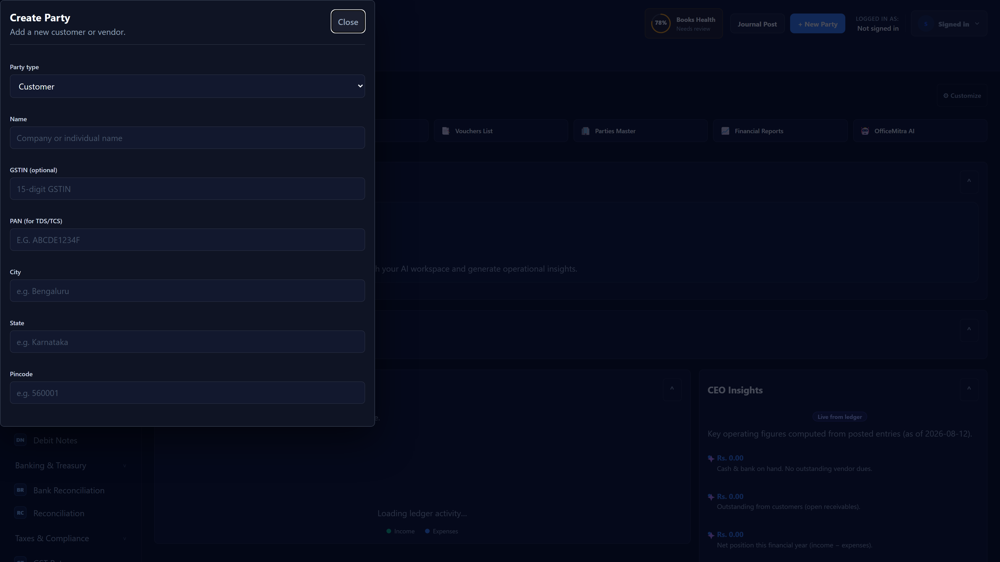 Create Party
Close
Add a new customer or vendor.
Party type
Customer
Name
Company or individual name
GSTIN (optional)
15-digit GSTIN
PAN (for TDS/TCS)
E.G. ABCDE1234F
City
e.g. Bengaluru
State
e.g. Karnataka
Pincode
e.g. 560001
78%
Books Health
Needs review
Journal Post
+ New Party
LOGGED IN AS:
Not signed in
S
Signed in
⚙ Customize
Vouchers List
Parties Master
Financial Reports
OfficeMitra AI
^
your AI workspace and generate operational insights.
^
^
CEO Insights
^
Live from ledger
Key operating figures computed from posted entries (as of 2026-08-12).
Rs. 0.00
Cash & bank on hand. No outstanding vendor dues.
Rs. 0.00
Outstanding from customers (open receivables).
Rs. 0.00
Net position this financial year (income – expenses).
DN
Debit Notes
Banking & Treasury
v
BR
Bank Reconciliation
RC
Reconciliation
Taxes & Compliance
v
Loading ledger activity...
Income
Expenses